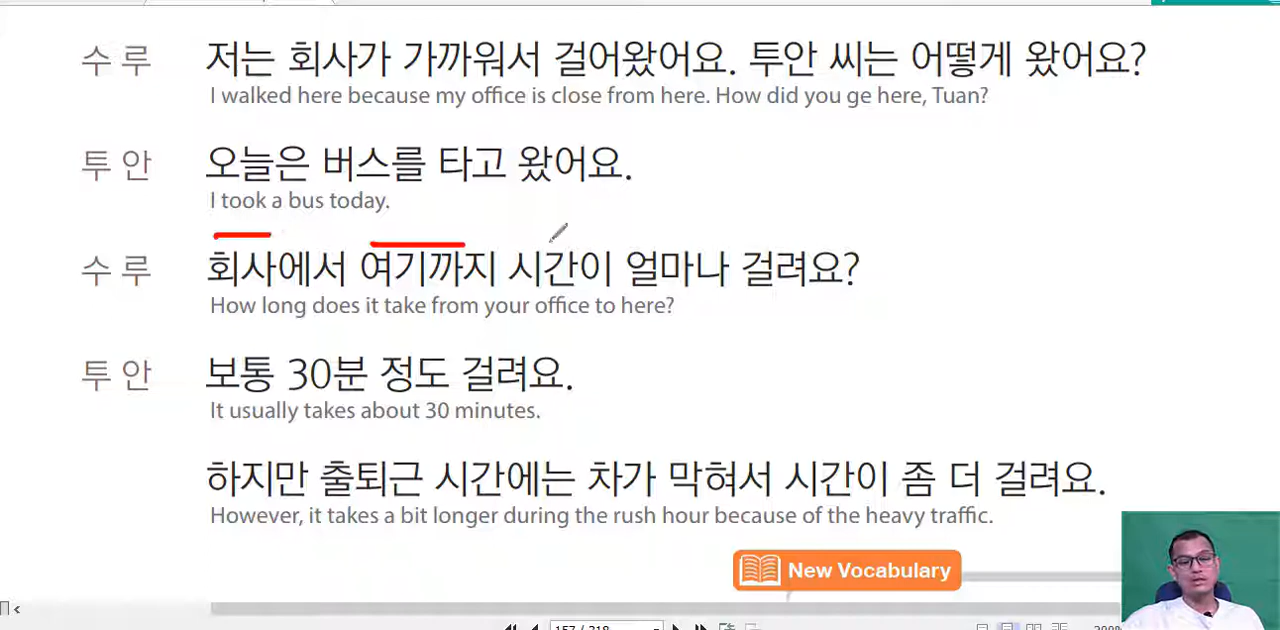 수 루 저는 회사가 가까워서 걸어왔어요. 투안 씨는 어떻게 왔어요?
I walked here because my office is close from here. How did you ge here, Tuan?
투 안 오늘은 버스를 타고 왔어요.
I took a bus today.
수 루 회사에서 여기까지 시간이 얼마나 걸려요?
How long does it take from your office to here?
투 안 보통 30분 정도 걸려요.
It usually takes about 30 minutes.
하지만 출퇴근 시간에는 차가 막혀서 시간이 좀 더 걸려요.
However, it takes a bit longer during the rush hour because of the heavy traffic.
New Vocabulary
157 / 318